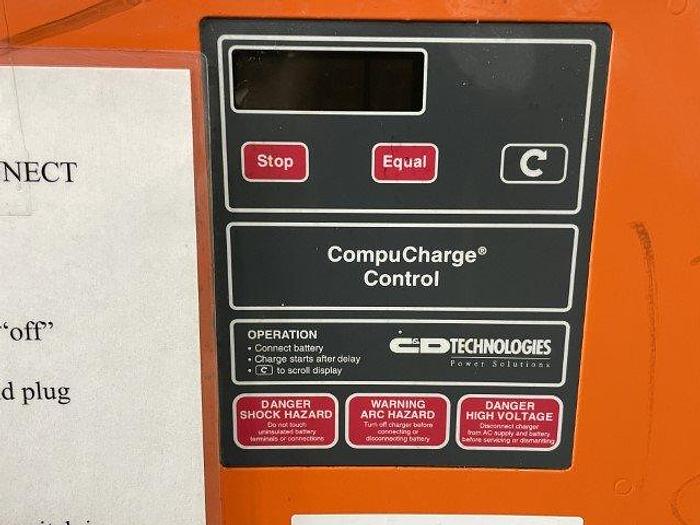 NNECT
“off”
d plug
Stop
Equal
CompuCharge®
Control
OPERATION
• Connect battery
• Charge starts after delay
• C to scroll display
C&D TECHNOLOGIES
Power Solutions
DANGER
SHOCK HAZARD
Do not touch
uninsulated battery
terminals or connections
WARNING
ARC HAZARD
Turn off charger before
connecting or
disconnecting battery
DANGER
HIGH VOLTAGE
Disconnect charger
from AC supply and battery
before servicing or dismantling